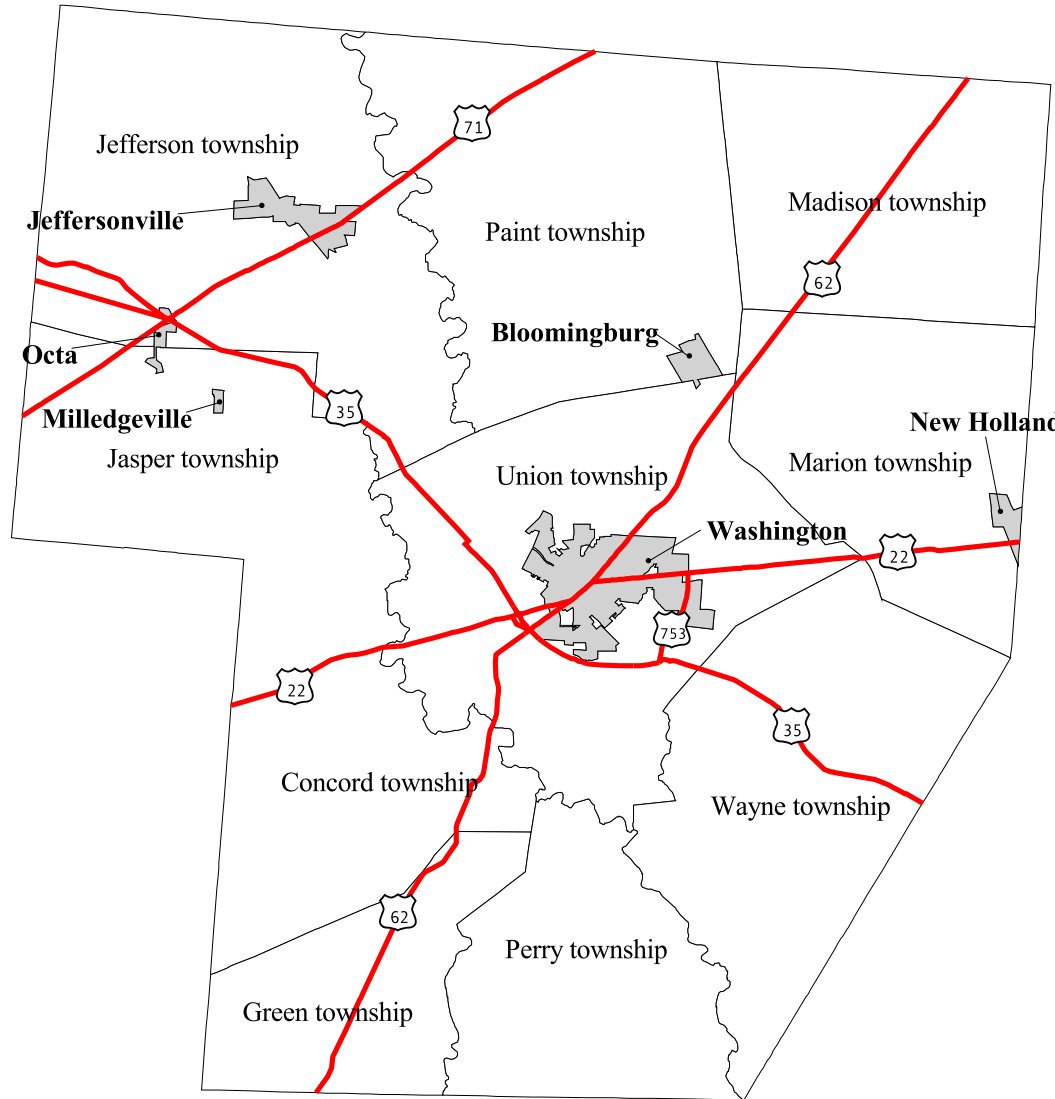 71
Jefferson township
Madison township
Jeffersonville
Paint township
62
Bloomingburg
Octa
35
Milledgeville
New Holland
Jasper township
Marion township
Union township
Washington
22
753
22
35
Concord township
Wayne township
62
Perry township
Green township